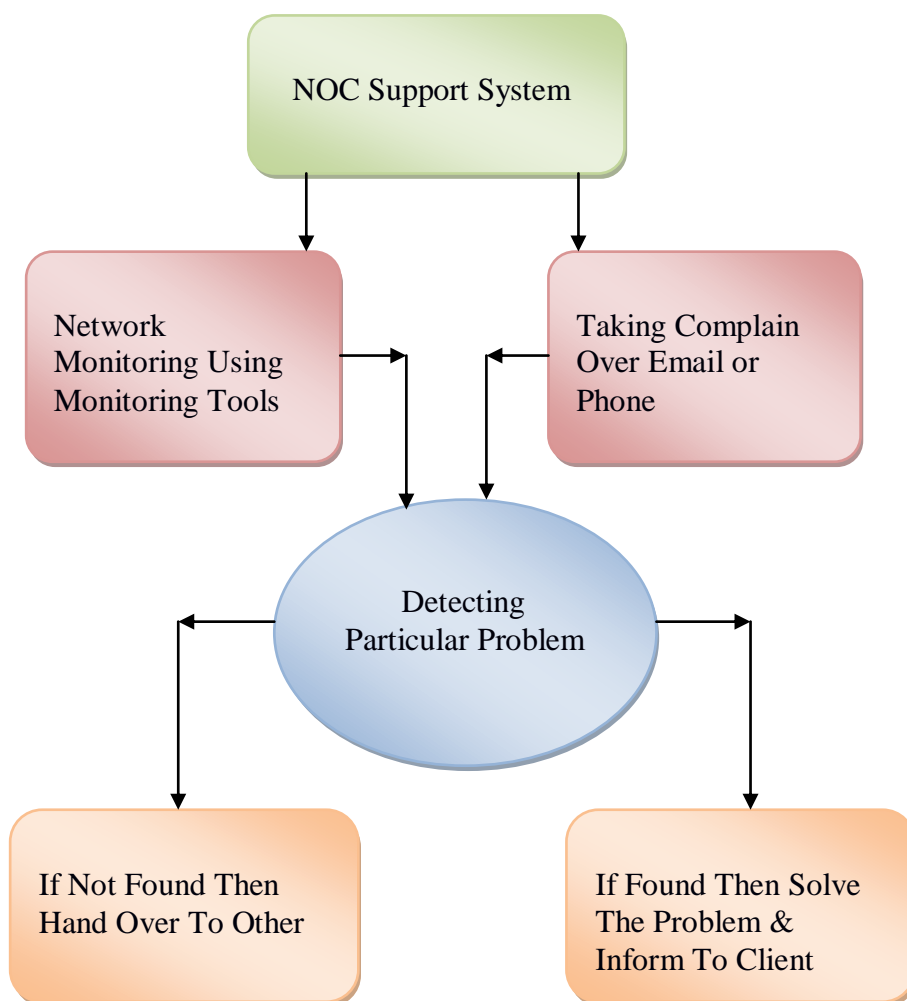 NOC Support System
Network
Monitoring Using
Monitoring Tools
Taking Complain
Over Email or
Phone
Detecting
Particular Problem
If Not Found Then
Hand Over To Other
If Found Then Solve
The Problem &
Inform To Client